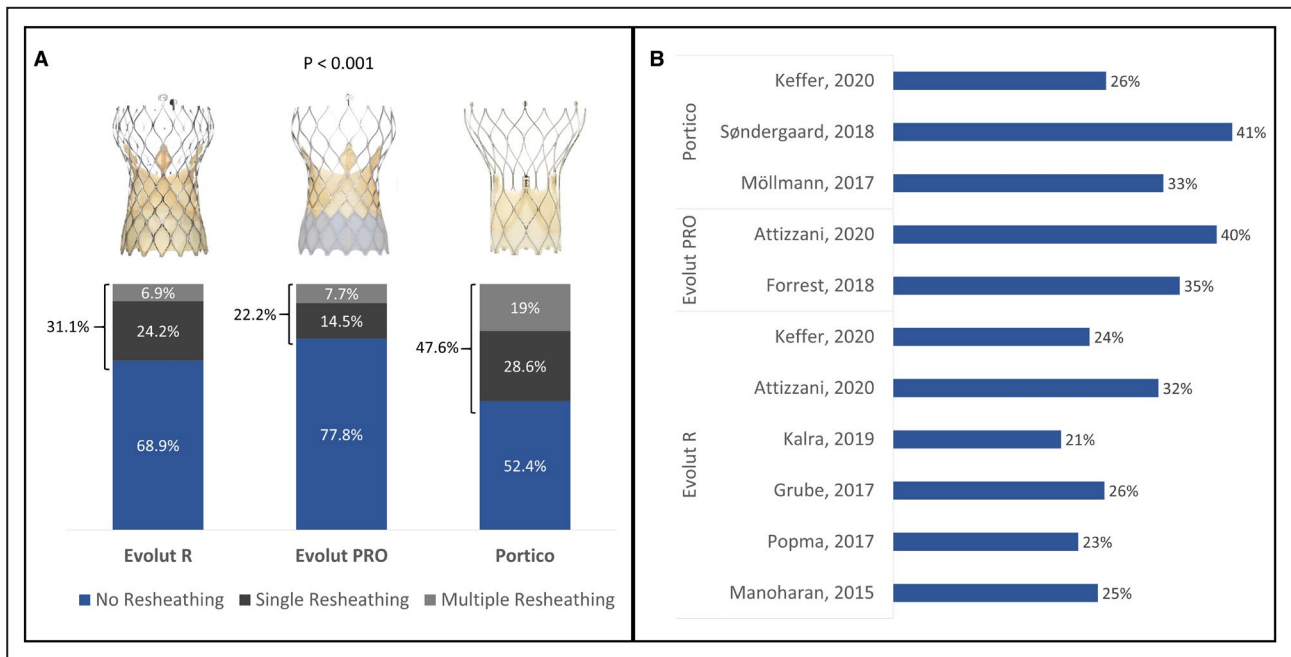 A
P < 0.001
31.1%
6.9%
24.2%
68.9%
22.2%
7.7%
14.5%
77.8%
47.6%
19%
28.6%
52.4%
Evolut R
Evolut PRO
Portico
No Resheathing
Single Resheathing
Multiple Resheathing
B
Portico
Keffer, 2020
26%
Søndergaard, 2018
41%
Möllmann, 2017
33%
Evolut PRO
Attizzani, 2020
40%
Forrest, 2018
35%
Evolut R
Keffer, 2020
24%
Attizzani, 2020
32%
Kalra, 2019
21%
Grube, 2017
26%
Popma, 2017
23%
Manoharan, 2015
25%